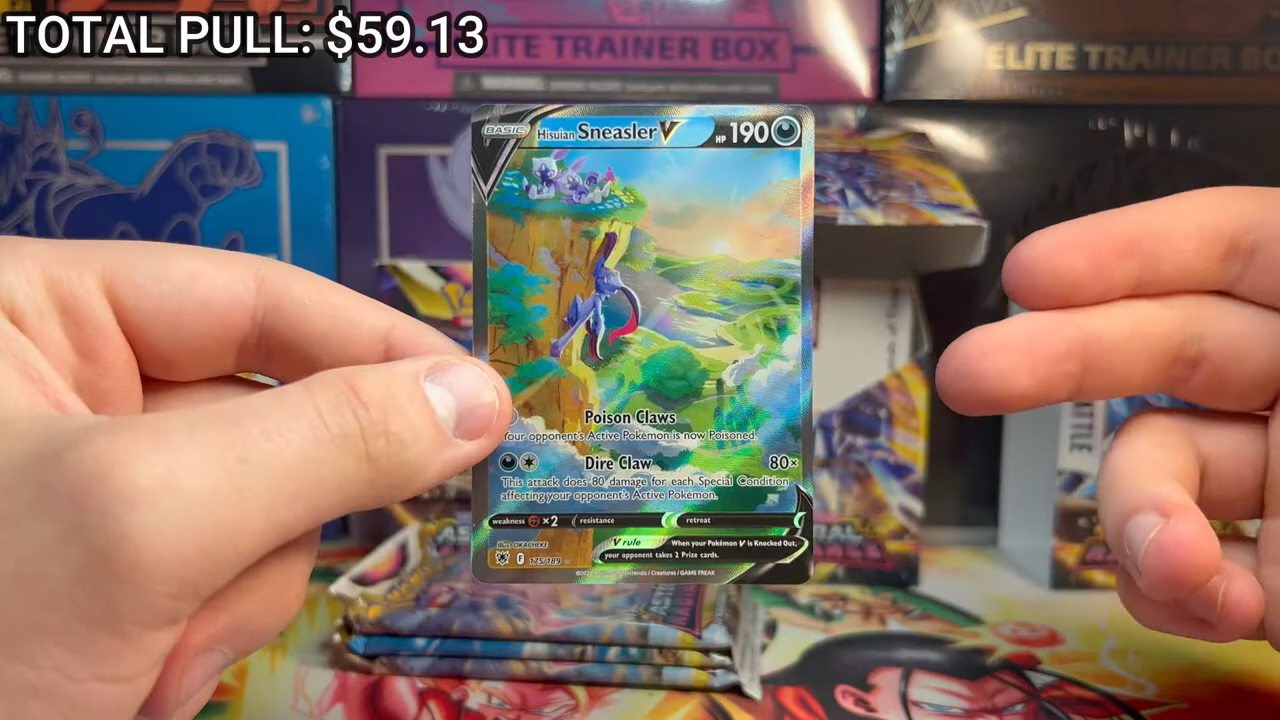 TOTAL PULL: $59.13
ELITE TRAINER BOX
ELITE TRAINER BO
BASIC
Hisuian Sneasler V
HP 190
Poison Claws
Your opponent's Active Pokémon is now Poisoned.
Dire Claw 80×
This attack does 80 damage for each Special Condition
affecting your opponent's Active Pokémon.
weakness ×2 resistance retreat
V rule When your Pokémon V is Knocked Out,
your opponent takes 2 Prize cards.
Illus. OKACHEKE
F 175/189
Nintendo / Creatures / GAME FREAK
BATTLE